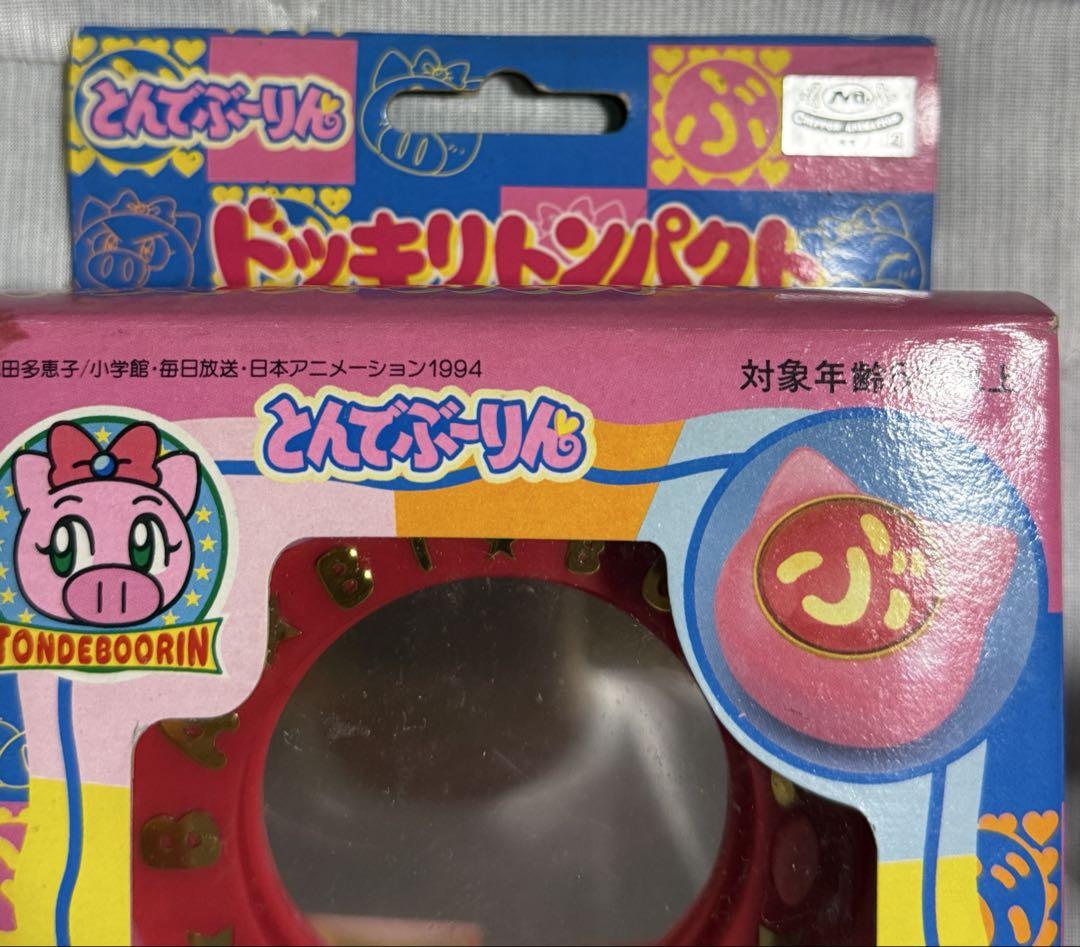 とんでぶーりん
ぶ
NIPPON ANIMATION
ドッキリトンパクト
田多恵子/小学館・毎日放送・日本アニメーション1994
対象年齢
とんでぶーりん
ぶ
TONDEBOORIN
B I ★ B
A
B